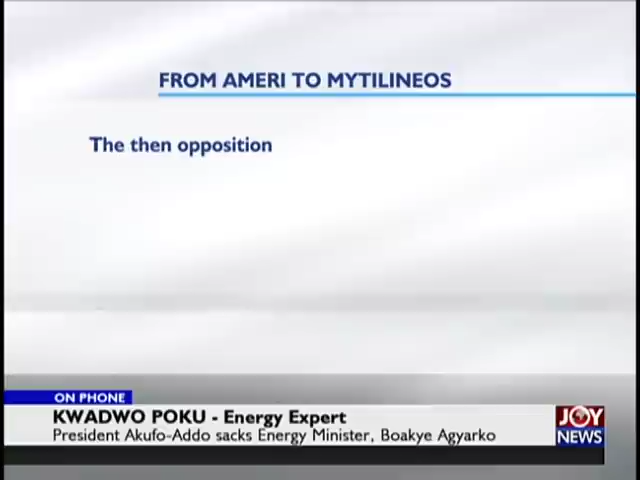 FROM AMERI TO MYTILINEOS
The then opposition
ON PHONE
KWADWO POKU - Energy Expert
President Akufo-Addo sacks Energy Minister, Boakye Agyarko
JOY
NEWS